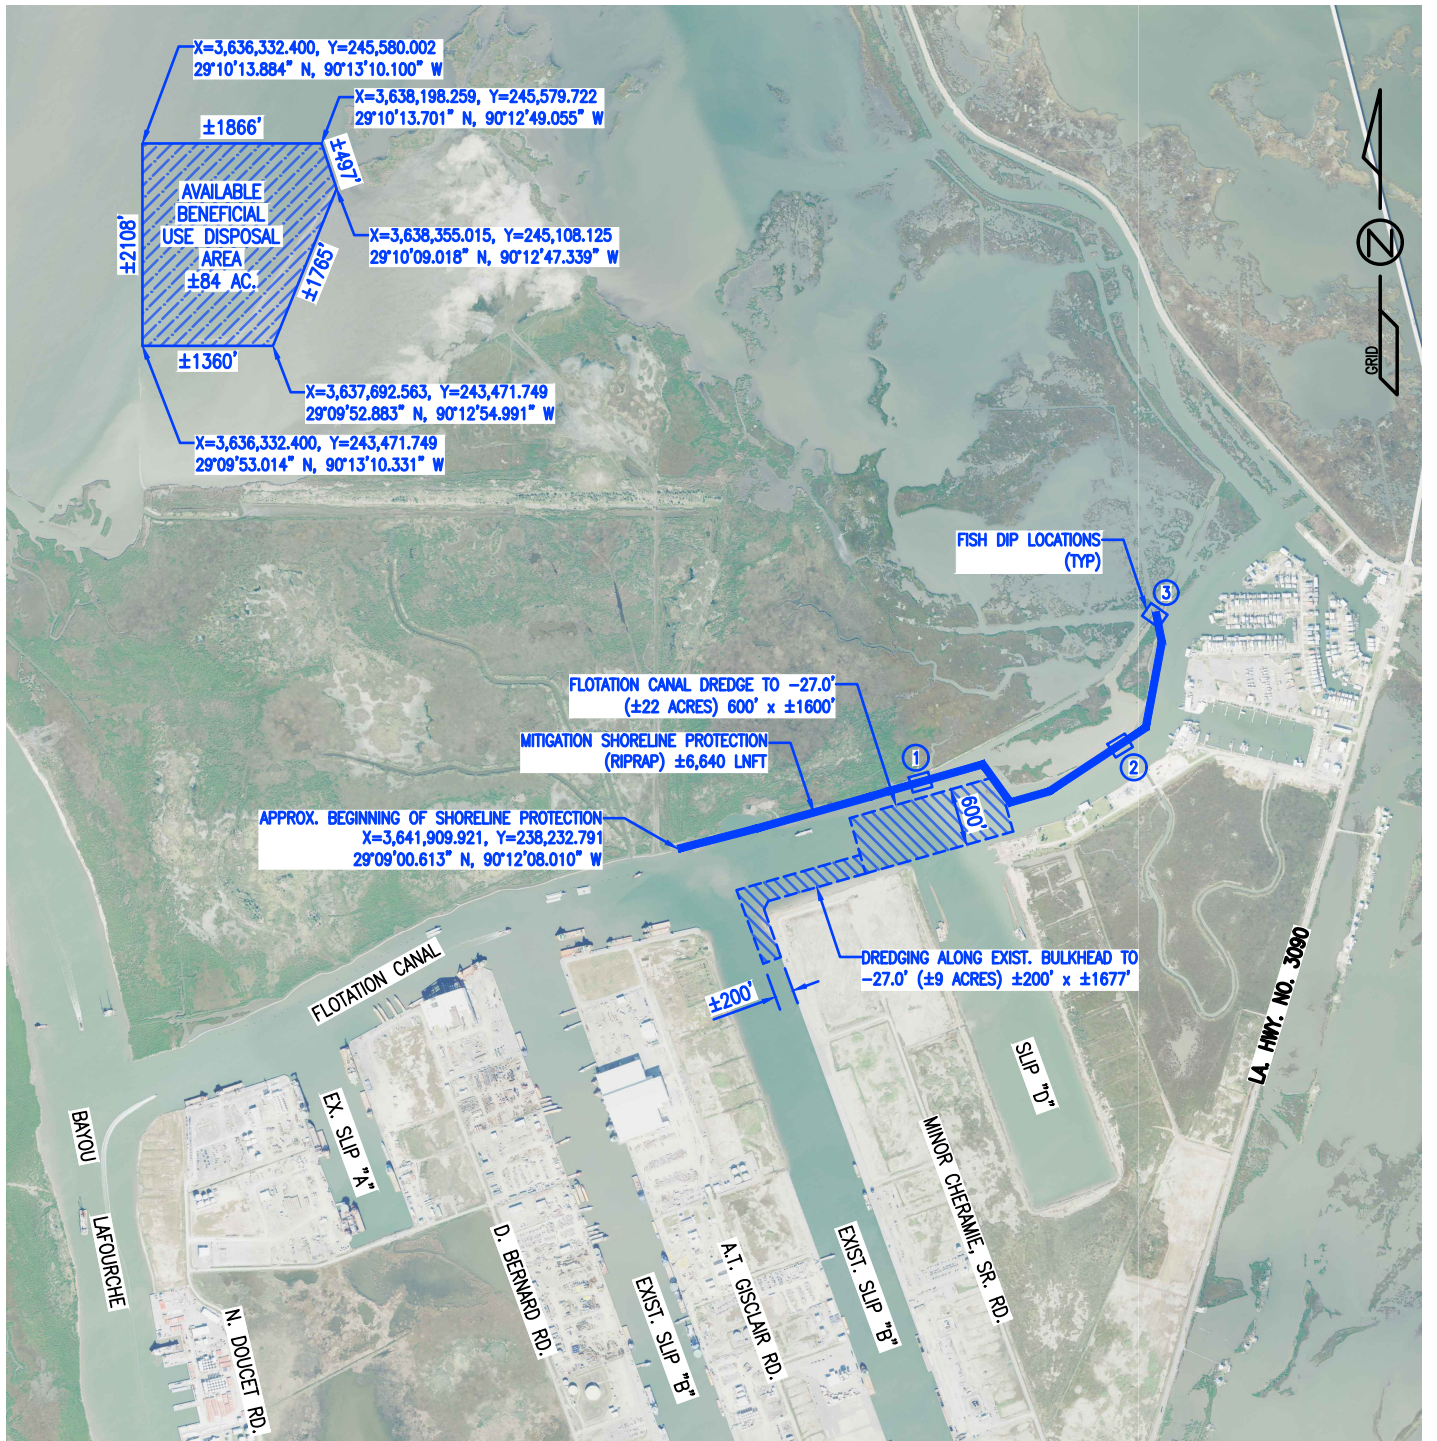 X=3,636,332.400, Y=245,580.002
29°10'13.884" N, 90°13'10.100" W
X=3,638,198.259, Y=245,579.722
29°10'13.701" N, 90°12'49.055" W
±1866'
±497'
AVAILABLE
BENEFICIAL
USE DISPOSAL
AREA
±84 AC.
±2108'
±1765'
X=3,638,355.015, Y=245,108.125
29°10'09.018" N, 90°12'47.339" W
±1360'
X=3,637,692.563, Y=243,471.749
29°09'52.883" N, 90°12'54.991" W
X=3,636,332.400, Y=243,471.749
29°09'53.014" N, 90°13'10.331" W
N
GRID
FISH DIP LOCATIONS
(TYP)
3
FLOTATION CANAL DREDGE TO -27.0'
(±22 ACRES) 600' x ±1600'
MITIGATION SHORELINE PROTECTION
(RIPRAP) ±6,640 LNFT
1
2
600'
APPROX. BEGINNING OF SHORELINE PROTECTION
X=3,641,909.921, Y=238,232.791
29°09'00.613" N, 90°12'08.010" W
DREDGING ALONG EXIST. BULKHEAD TO
-27.0' (±9 ACRES) ±200' x ±1677'
±200'
FLOTATION CANAL
LA. HWY. NO. 3090
SLIP "D"
EX. SLIP "A"
BAYOU
LAFOURCHE
N. DOUCET RD.
D. BERNARD RD.
EXIST. SLIP "B"
A.T. GISCLAIR RD.
EXIST. SLIP "B"
MINOR CHERAMIE, SR. RD.